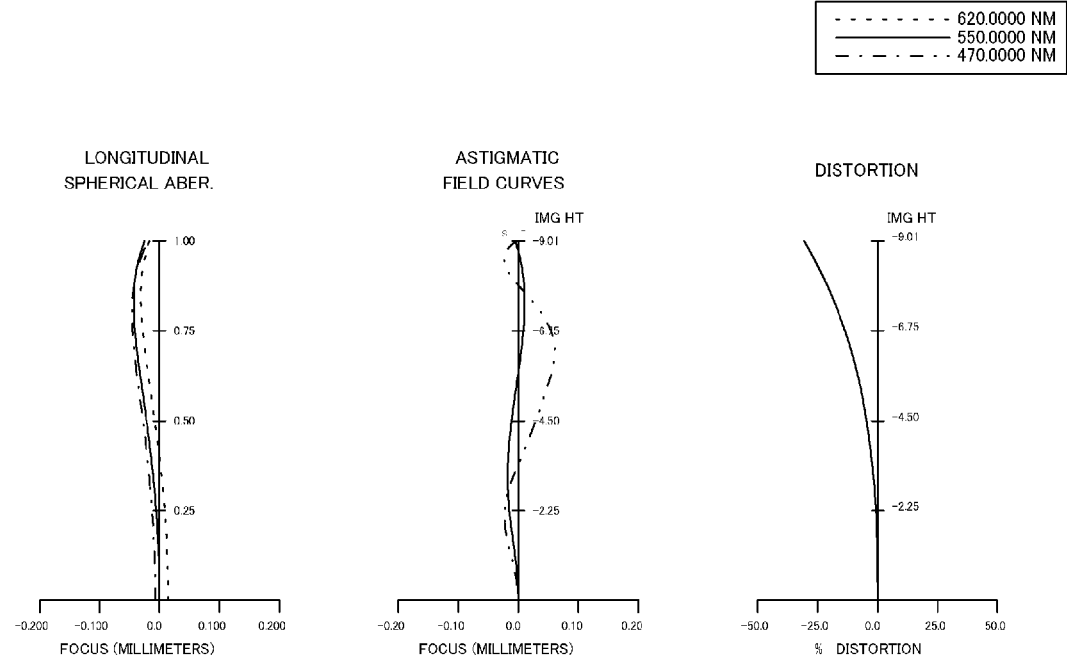 620.0000 NM
550.0000 NM
470.0000 NM
LONGITUDINAL
SPHERICAL ABER.
1.00
0.75
0.50
0.25
-0.200 -0.100 0.0 0.100 0.200
FOCUS (MILLIMETERS)
ASTIGMATIC
FIELD CURVES
IMG HT
S T
-9.01
-6.75
-4.50
-2.25
-0.20 -0.10 0.0 0.10 0.20
FOCUS (MILLIMETERS)
DISTORTION
IMG HT
-9.01
-6.75
-4.50
-2.25
-50.0 -25.0 0.0 25.0 50.0
% DISTORTION